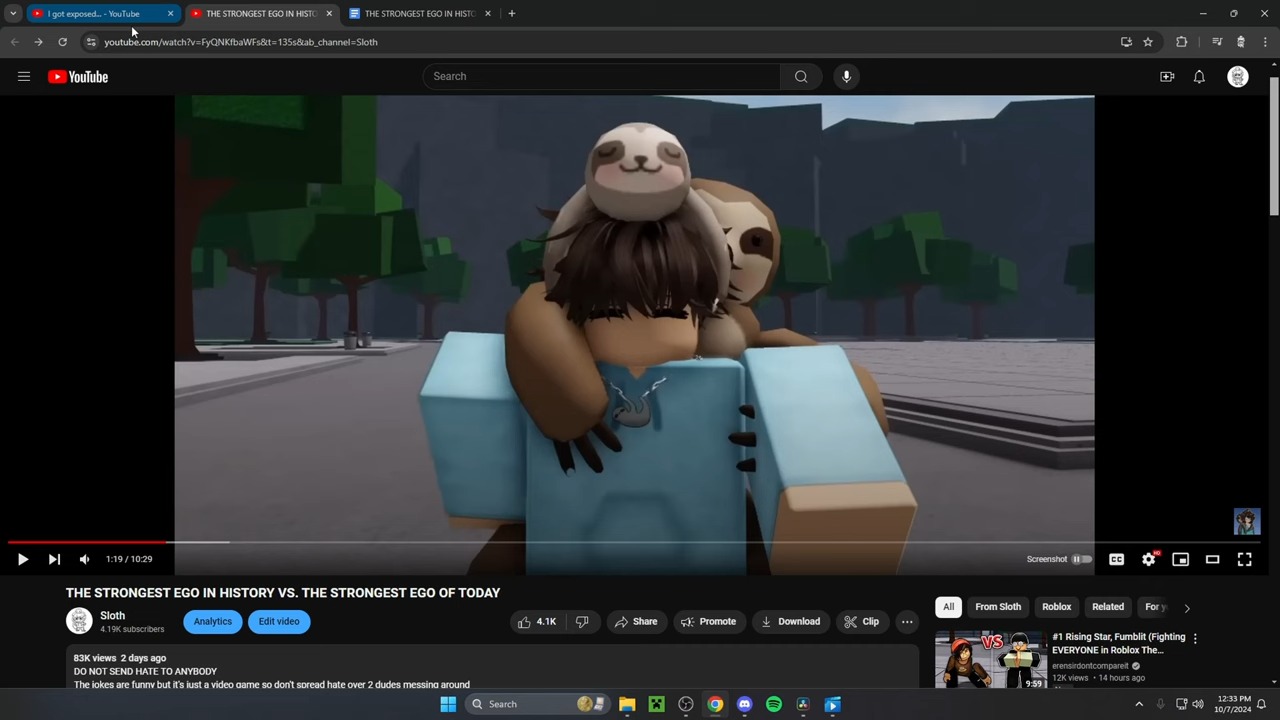 I got exposed... - YouTube
THE STRONGEST EGO IN HISTO
THE STRONGEST EGO IN HISTC
youtube.com/watch?v=FyQNKfbaWFs&t=135s&ab_channel=Sloth
YouTube
Search
1:19 / 10:29
Screenshot
CC
HD
THE STRONGEST EGO IN HISTORY VS. THE STRONGEST EGO OF TODAY
Sloth
4.19K subscribers
Analytics
Edit video
4.1K
Share
Promote
Download
Clip
83K views 2 days ago
DO NOT SEND HATE TO ANYBODY
The jokes are funny but it's just a video game so don't spread hate over 2 dudes messing around
All
From Sloth
Roblox
Related
For y
VS
9:59
#1 Rising Star, Fumblit (Fighting
EVERYONE in Roblox The...
erensirdontcompareit
12K views · 14 hours ago
Search
12:33 PM
10/7/2024